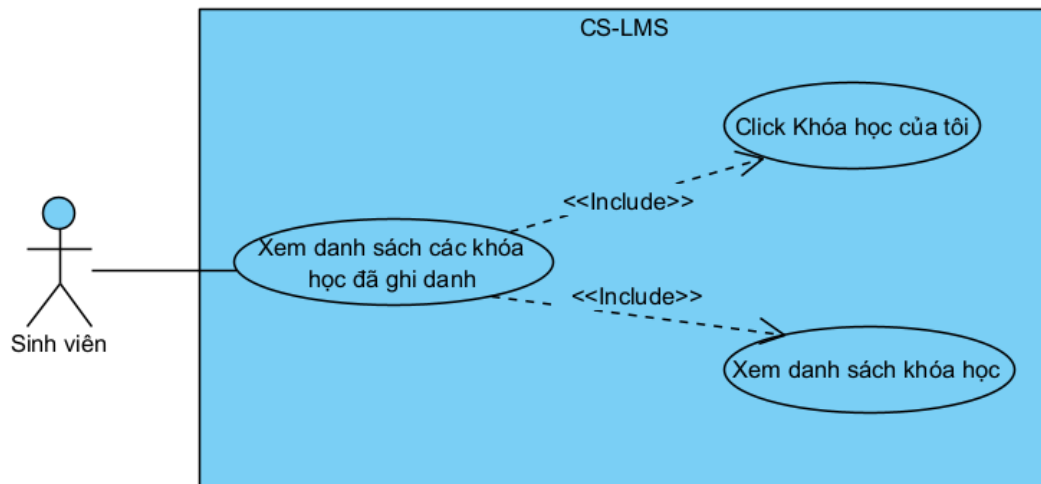 CS-LMS
Click Khóa học của tôi
<<Include>>
Xem danh sách các khóa
học đã ghi danh
<<Include>>
Sinh viên
Xem danh sách khóa học